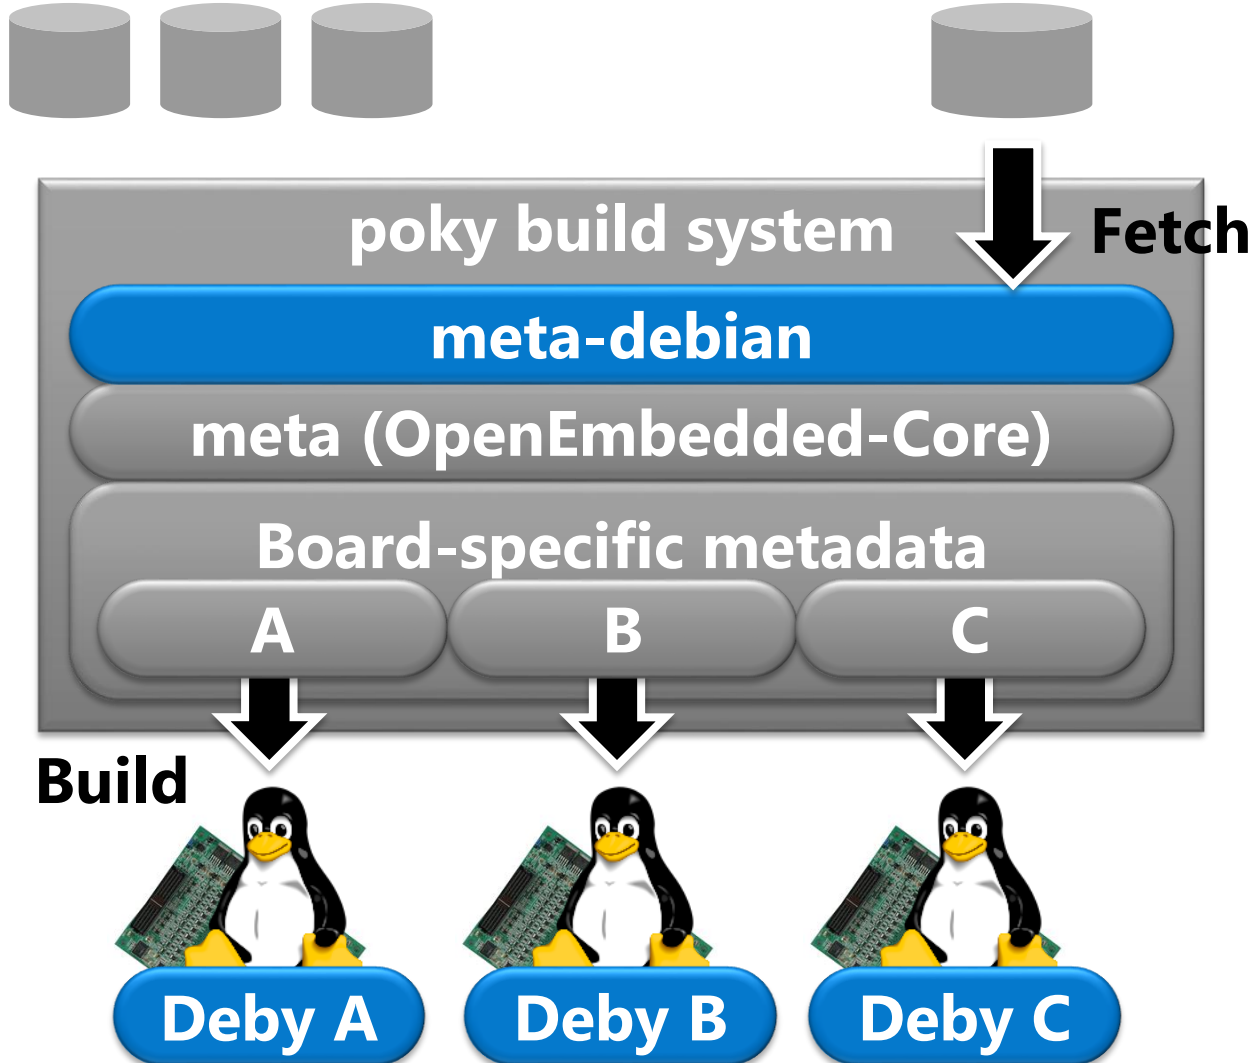 poky build system
Fetch
meta-debian
meta (OpenEmbedded-Core)
Board-specific metadata
A
B
C
Build
Deby A
Deby B
Deby C